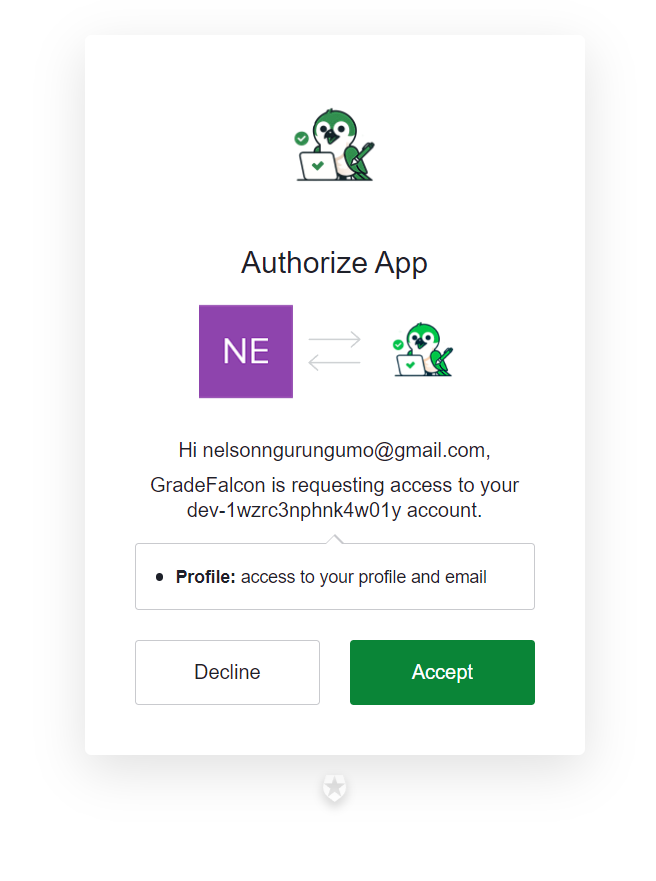 Authorize App
NE
Hi nelsonngurungumo@gmail.com,
GradeFalcon is requesting access to your
dev-1wzrc3nphnk4w01y account.
Profile: access to your profile and email
Decline
Accept